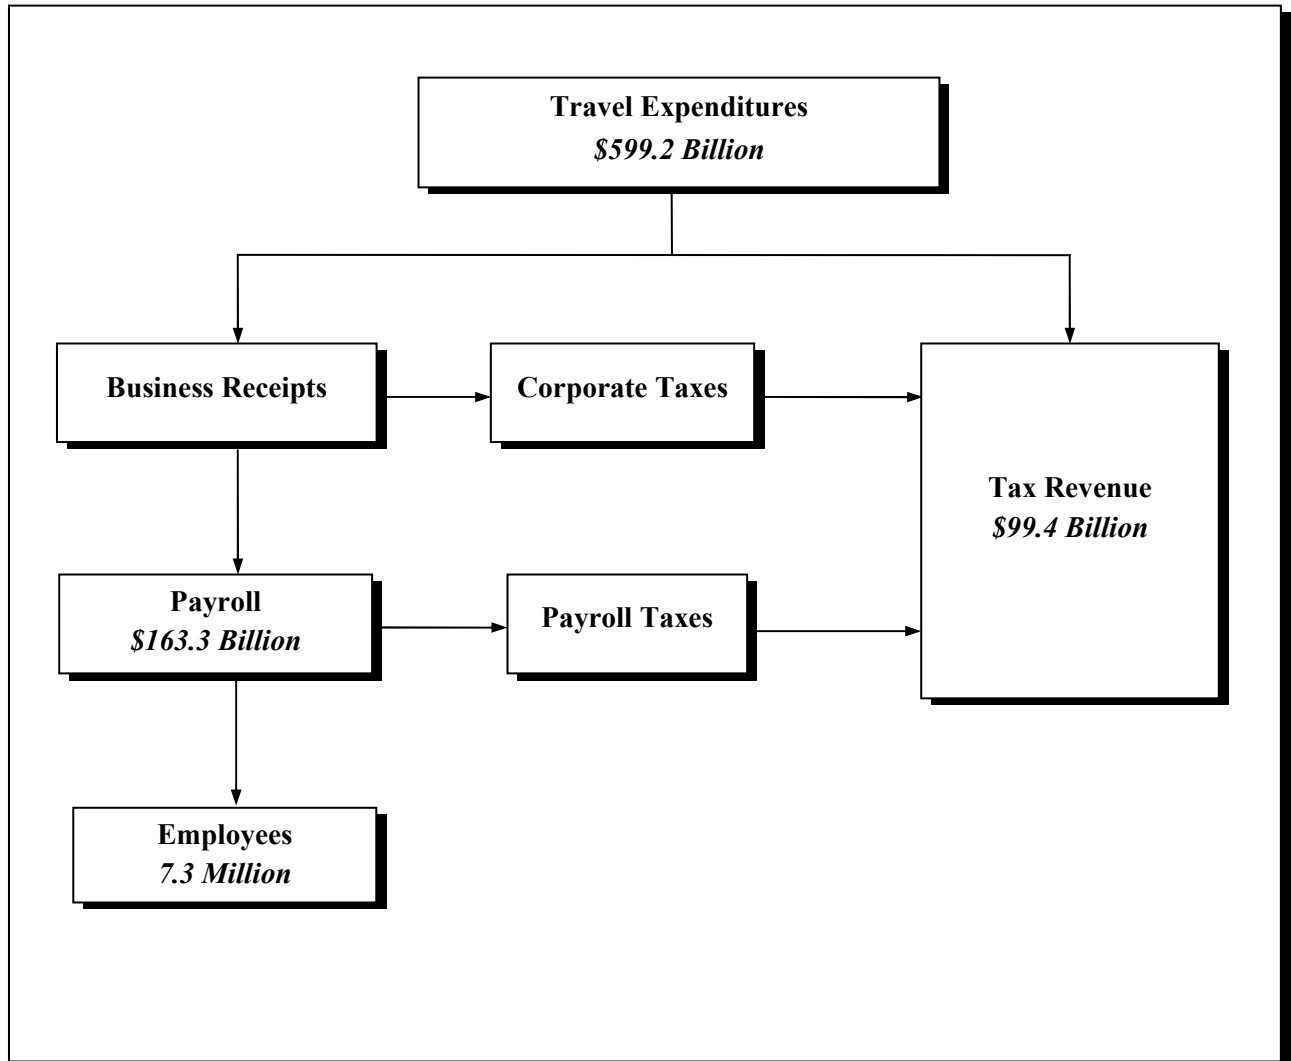 Travel Expenditures
$599.2 Billion
Business Receipts
Corporate Taxes
Tax Revenue
$99.4 Billion
Payroll
$163.3 Billion
Payroll Taxes
Employees
7.3 Million